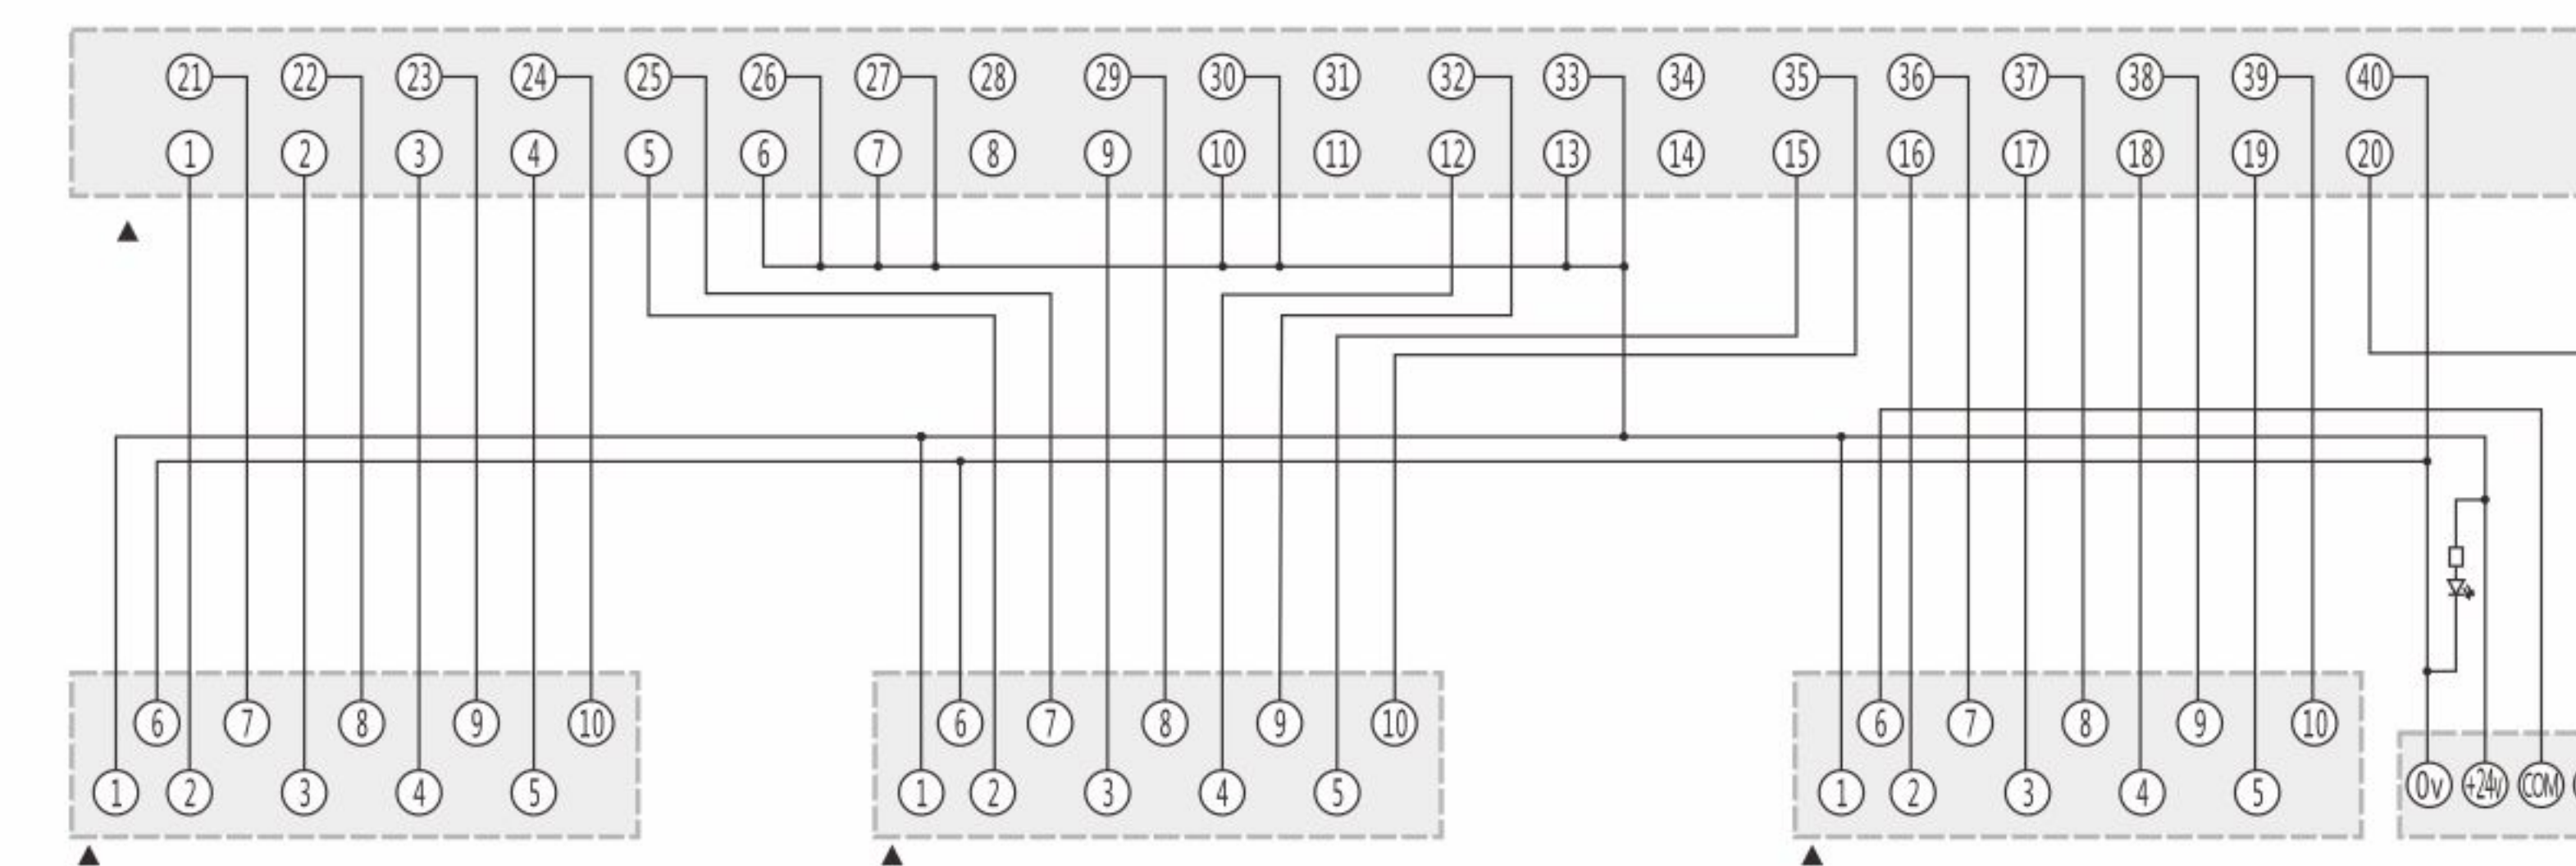 21 22 23 24 25 26 27 28 29 30 31 32 33 34 35 36 37 38 39 40
1 2 3 4 5 6 7 8 9 10 11 12 13 14 15 16 17 18 19 20
6 7 8 9 10 6 7 8 9 10 6 7 8 9 10
1 2 3 4 5 1 2 3 4 5 1 2 3 4 5 0v +24v COM